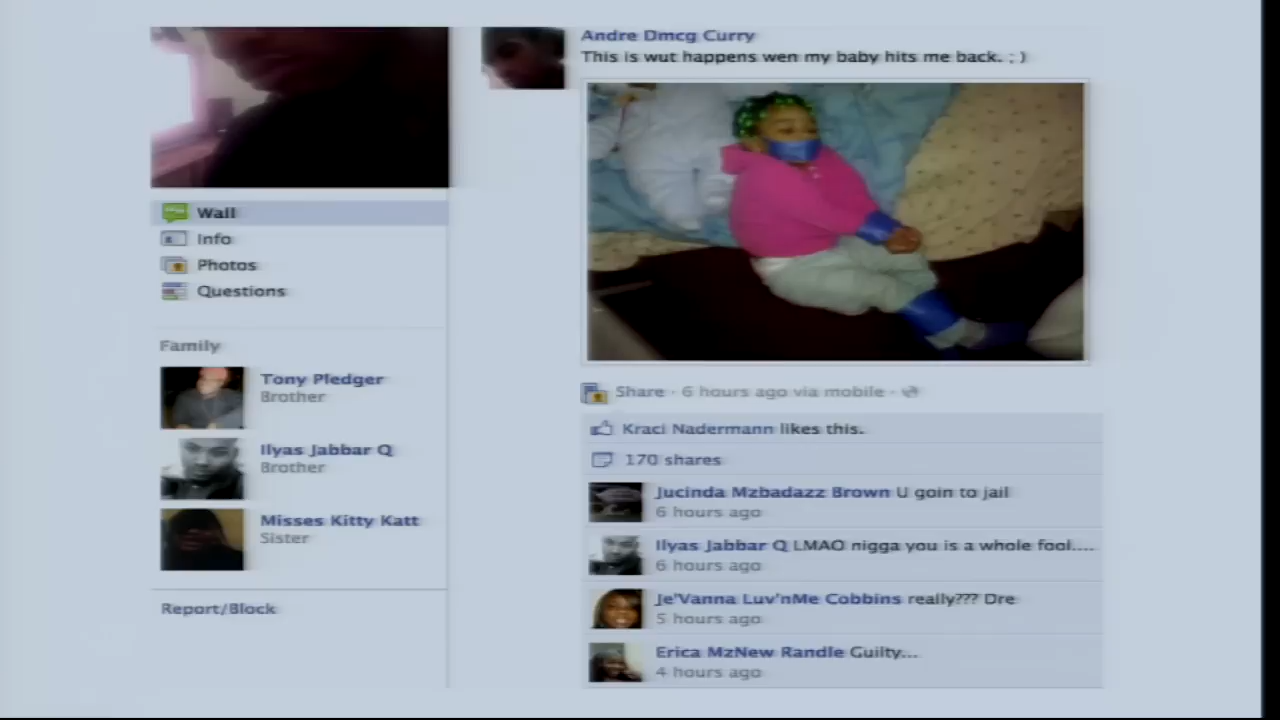 Andre Dmcg Curry
This is wut happens wen my baby hits me back. ; )
Wall
Info
Photos
Questions
Family
Tony Pledger
Brother
Ilyas Jabbar Q
Brother
Misses Kitty Katt
Sister
Report/Block
Share · 6 hours ago via mobile ·
Kraci Nadermann likes this.
170 shares
Jucinda Mzbadazz Brown U goin to jail
6 hours ago
Ilyas Jabbar Q LMAO nigga you is a whole fool....
6 hours ago
Je'Vanna Luv'nMe Cobbins really??? Dre
5 hours ago
Erica MzNew Randle Guilty...
4 hours ago